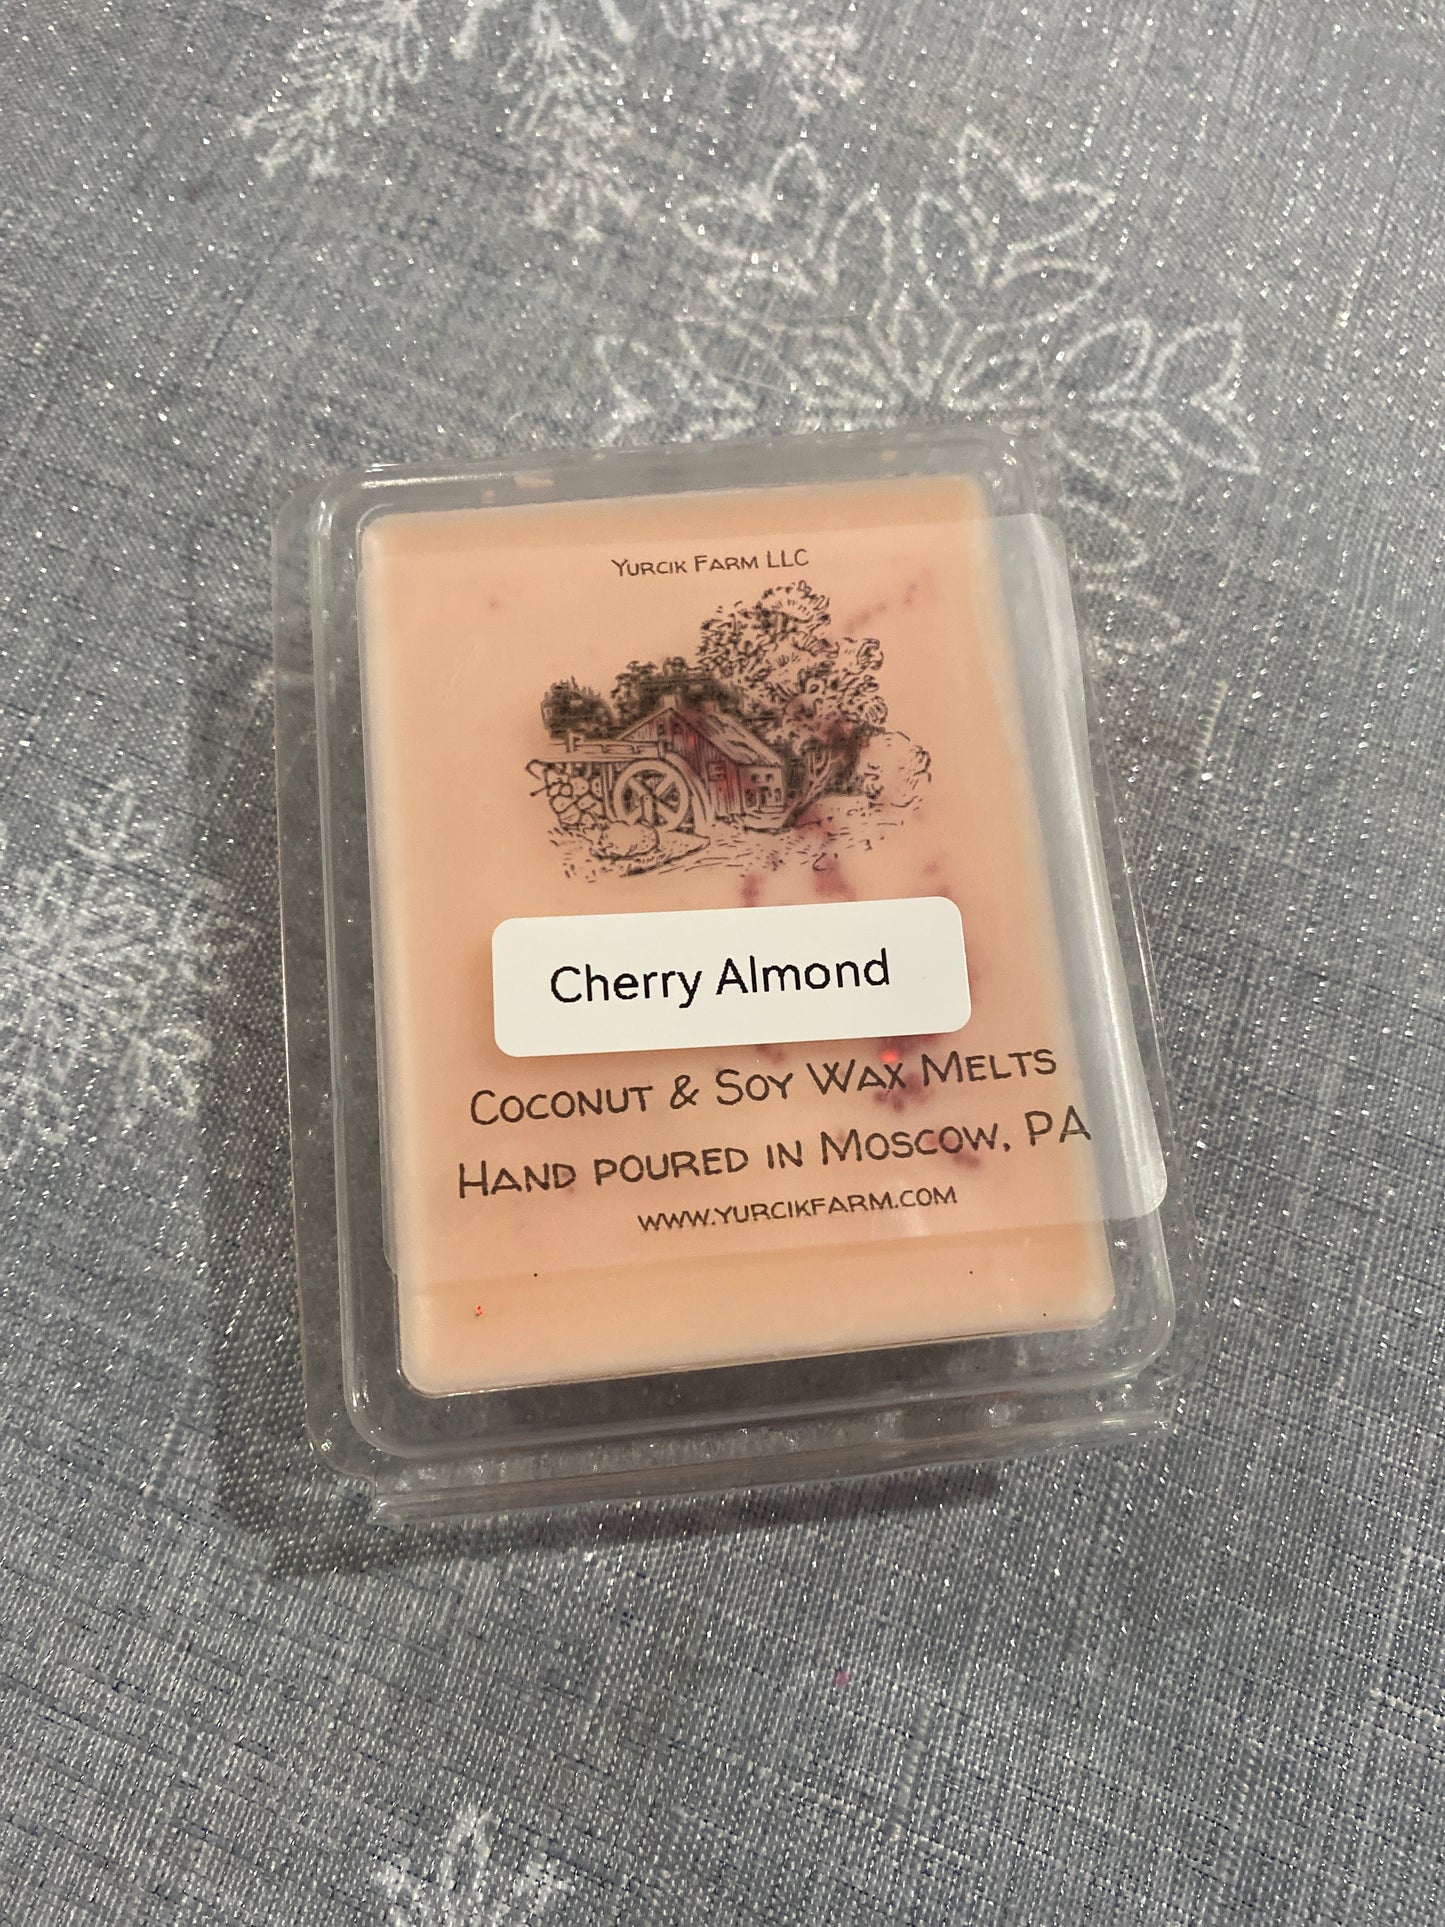 Yurcik Farm LLC
Cherry Almond
Coconut & Soy Wax Melts
Hand poured in Moscow, PA
www.yurcikfarm.com